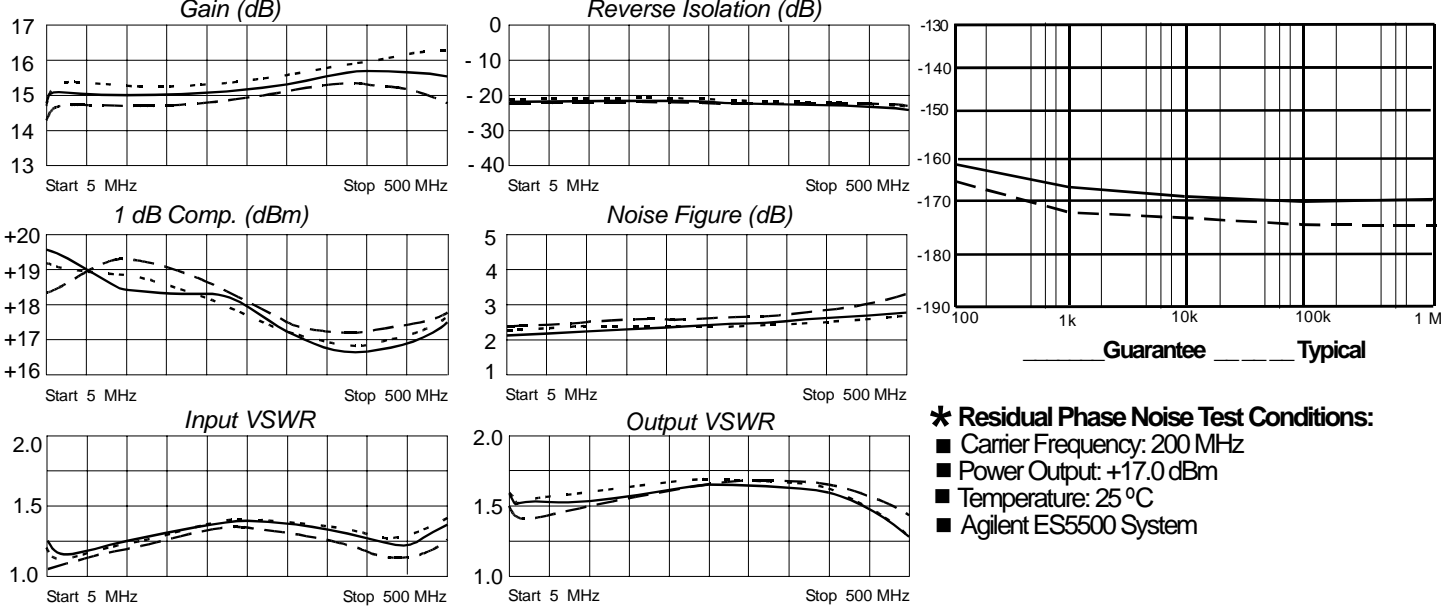 Gain (dB)
17
16
15
14
13
Start 5 MHz
Stop 500 MHz
Reverse Isolation (dB)
0
- 10
- 20
- 30
- 40
Start 5 MHz
Stop 500 MHz
1 dB Comp. (dBm)
+20
+19
+18
+17
+16
Start 5 MHz
Stop 500 MHz
Noise Figure (dB)
5
4
3
2
1
Start 5 MHz
Stop 500 MHz
Input VSWR
2.0
1.5
1.0
Start 5 MHz
Stop 500 MHz
Output VSWR
2.0
1.5
1.0
Start 5 MHz
Stop 500 MHz
-130
-140
-150
-160
-170
-180
-190
100
1k
10k
100k
1 M
_______Guarantee __ __ __ Typical
* Residual Phase Noise Test Conditions:
■ Carrier Frequency: 200 MHz
■ Power Output: +17.0 dBm
■ Temperature: 25 ºC
■ Agilent ES5500 System